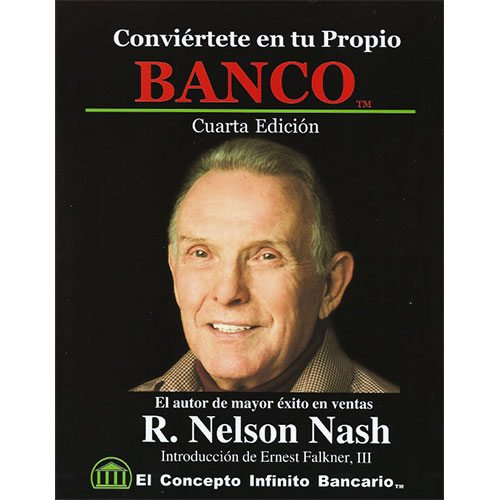 Conviértete en tu Propio
BANCO™
Cuarta Edición
El autor de mayor éxito en ventas
R. Nelson Nash
Introducción de Ernest Falkner, III
El Concepto Infinito Bancario™